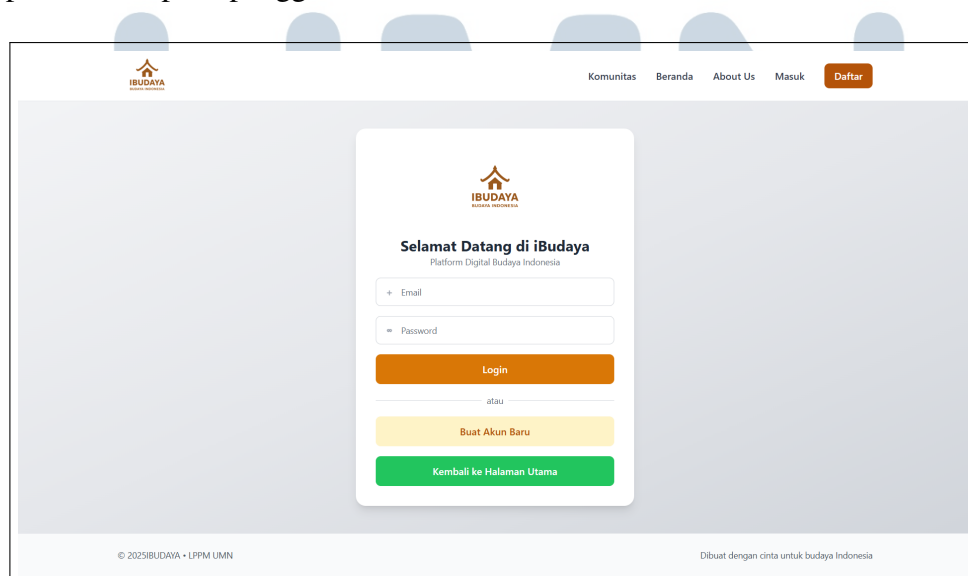 IBUDAYA
BUDAYA INDONESIA
Komunitas Beranda About Us Masuk Daftar
IBUDAYA
BUDAYA INDONESIA
Selamat Datang di iBudaya
Platform Digital Budaya Indonesia
Email
Password
Login
atau
Buat Akun Baru
Kembali ke Halaman Utama
© 2025IBUDAYA • LPPM UMN
Dibuat dengan cinta untuk budaya Indonesia